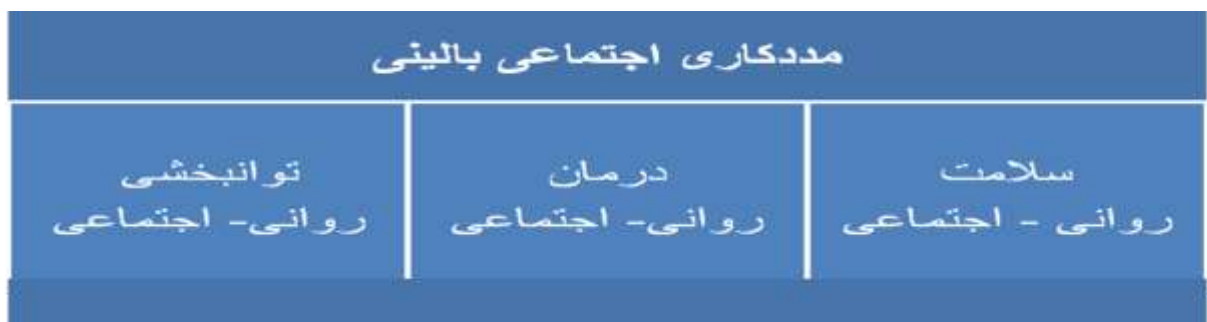 مددکاری اجتماعی بالینی
سلامت
روانی - اجتماعی
درمان
روانی- اجتماعی
توانبخشی
روانی- اجتماعی